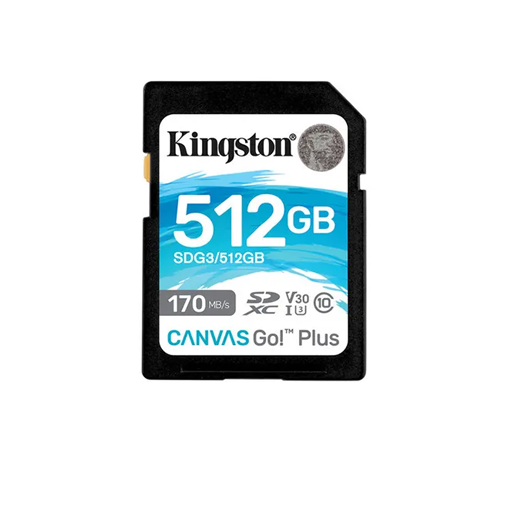 Kingston®
512GB
SDG3/512GB
170 MB/s SD XC V30 I U3 10
CANVAS Go!™ Plus